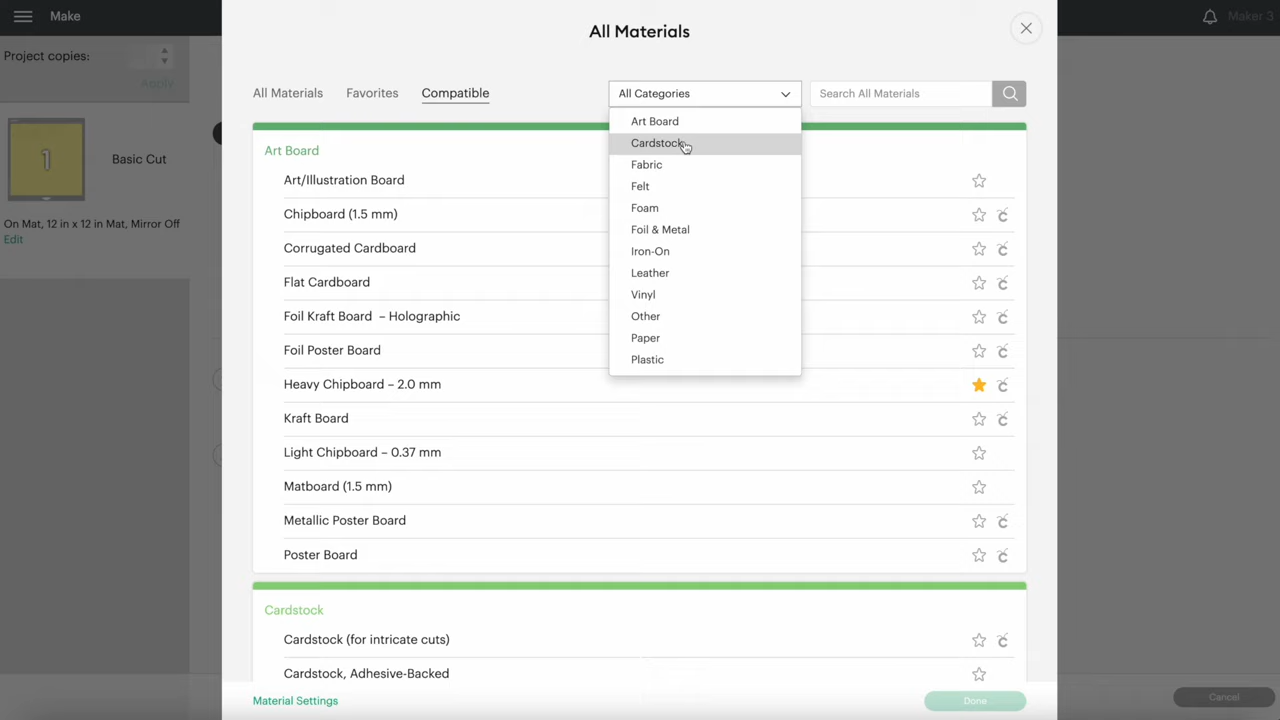 Make
Maker 3
All Materials
Project copies:
Apply
1
Basic Cut
On Mat, 12 in x 12 in Mat, Mirror Off
Edit
All Materials
Favorites
Compatible
All Categories
Search All Materials
Art Board
Cardstock
Fabric
Felt
Foam
Foil & Metal
Iron-On
Leather
Vinyl
Other
Paper
Plastic
Art Board
Art/Illustration Board
Chipboard (1.5 mm)
Corrugated Cardboard
Flat Cardboard
Foil Kraft Board – Holographic
Foil Poster Board
Heavy Chipboard – 2.0 mm
Kraft Board
Light Chipboard – 0.37 mm
Matboard (1.5 mm)
Metallic Poster Board
Poster Board
Cardstock
Cardstock (for intricate cuts)
Cardstock, Adhesive-Backed
Material Settings
Done
Cancel